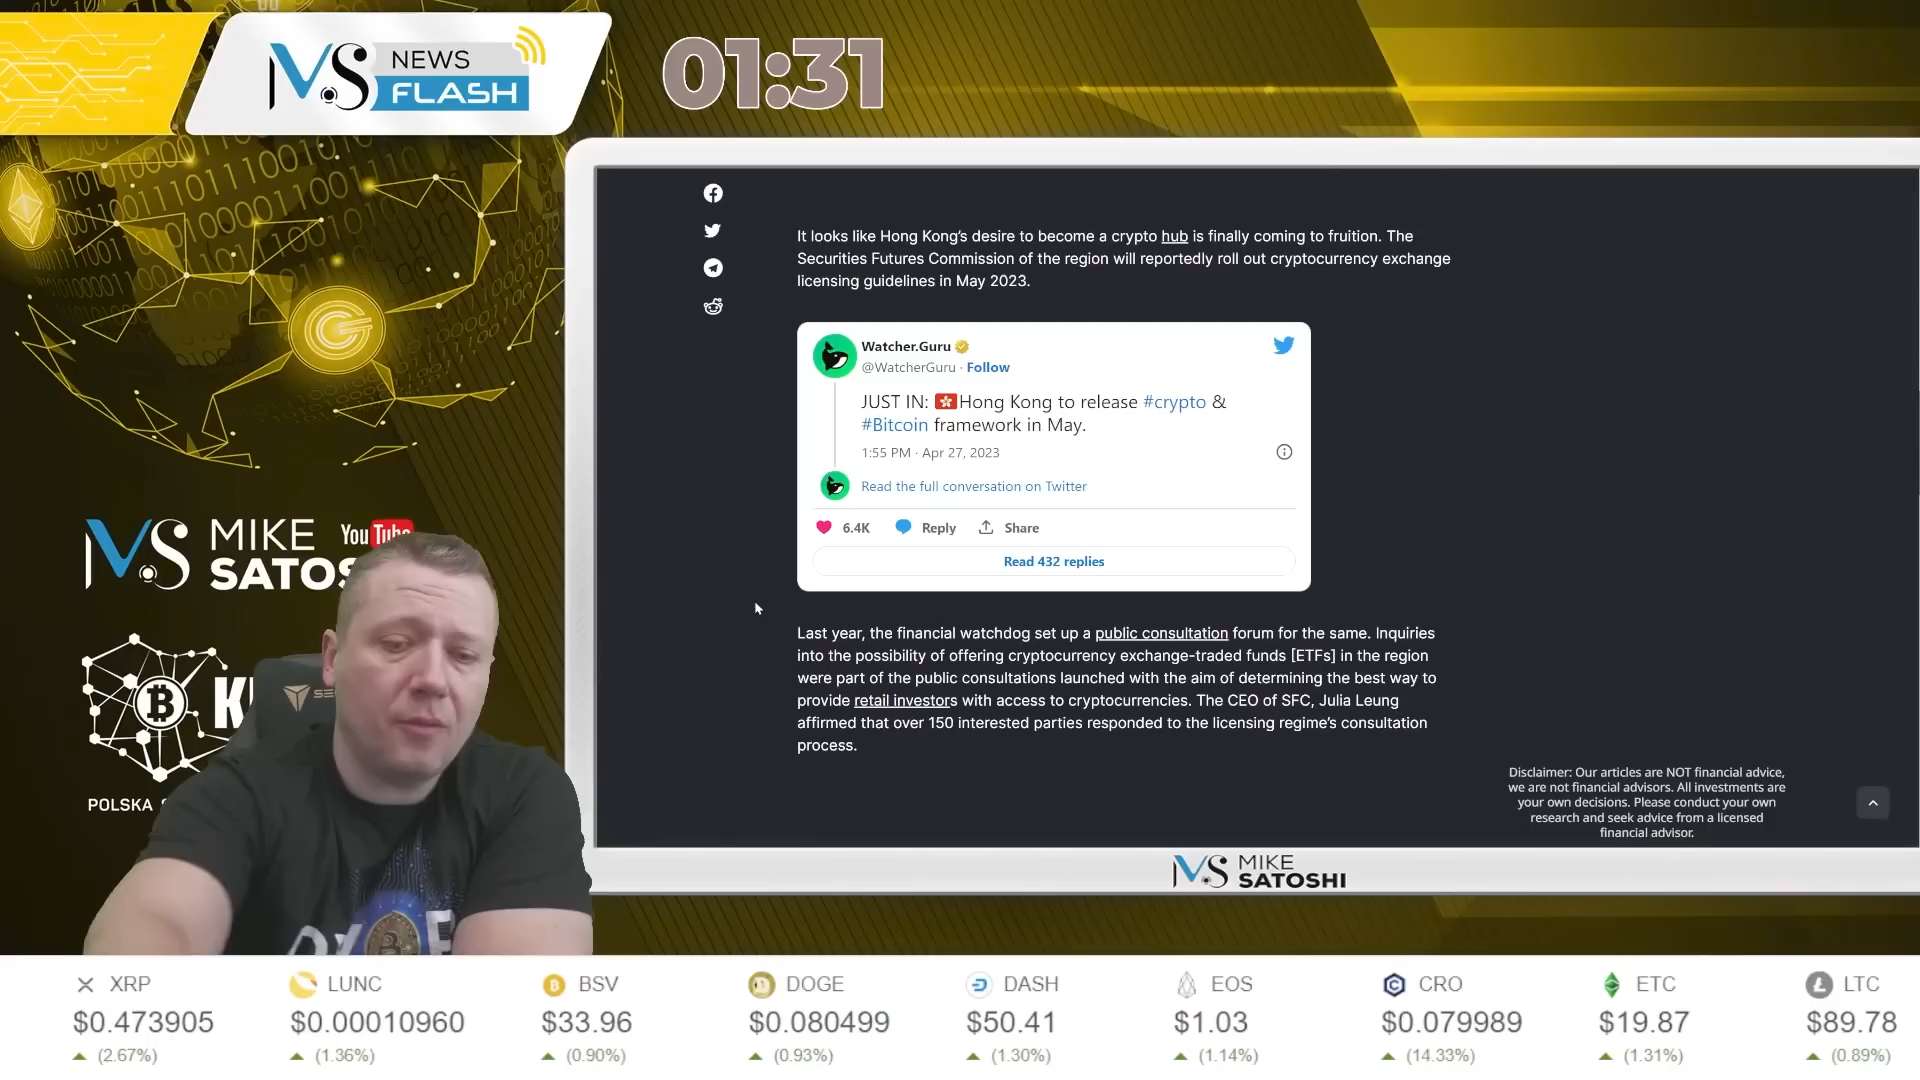 NEWS
FLASH
01:31
It looks like Hong Kong's desire to become a crypto hub is finally coming to fruition. The
Securities Futures Commission of the region will reportedly roll out cryptocurrency exchange
licensing guidelines in May 2023.
Watcher.Guru
@WatcherGuru · Follow
JUST IN: 🇭🇰Hong Kong to release #crypto &
#Bitcoin framework in May.
1:55 PM · Apr 27, 2023
Read the full conversation on Twitter
6.4K Reply Share
Read 432 replies
Last year, the financial watchdog set up a public consultation forum for the same. Inquiries
into the possibility of offering cryptocurrency exchange-traded funds [ETFs] in the region
were part of the public consultations launched with the aim of determining the best way to
provide retail investors with access to cryptocurrencies. The CEO of SFC, Julia Leung
affirmed that over 150 interested parties responded to the licensing regime's consultation
process.
Disclaimer: Our articles are NOT financial advice,
we are not financial advisors. All investments are
your own decisions. Please conduct your own
research and seek advice from a licensed
financial advisor.
MIKE
SATOSHI
MIKE
YouTube
POLSKA
XRP LUNC BSV DOGE DASH EOS CRO ETC LTC
$0.473905 $0.00010960 $33.96 $0.080499 $50.41 $1.03 $0.079989 $19.87 $89.78
(2.67%) (1.36%) (0.90%) (0.93%) (1.30%) (1.14%) (14.33%) (1.31%) (0.89%)